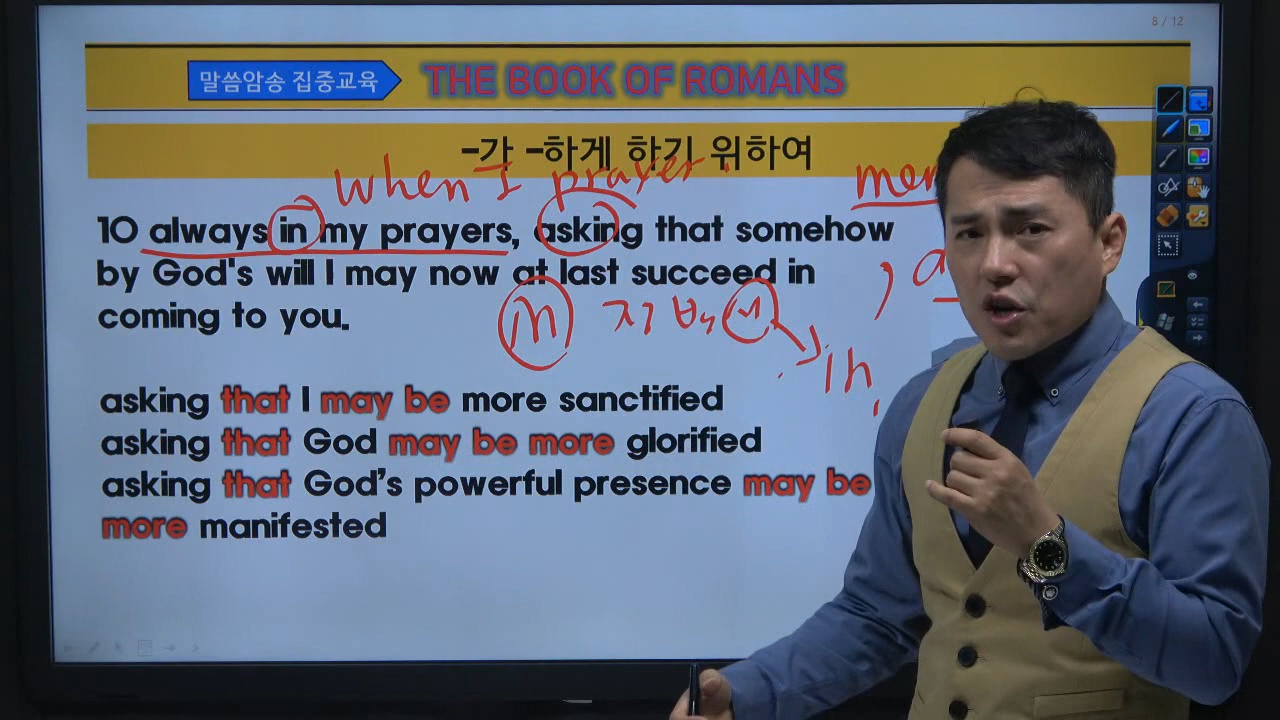 8 / 12
말씀암송 집중교육 THE BOOK OF ROMANS
-가 -하게 하기 위하여
when I prayer.
mer
10 always in my prayers, asking that somehow
by God's will I may now at last succeed in
coming to you.
in
in
asking that I may be more sanctified
asking that God may be more glorified
asking that God's powerful presence may be
more manifested